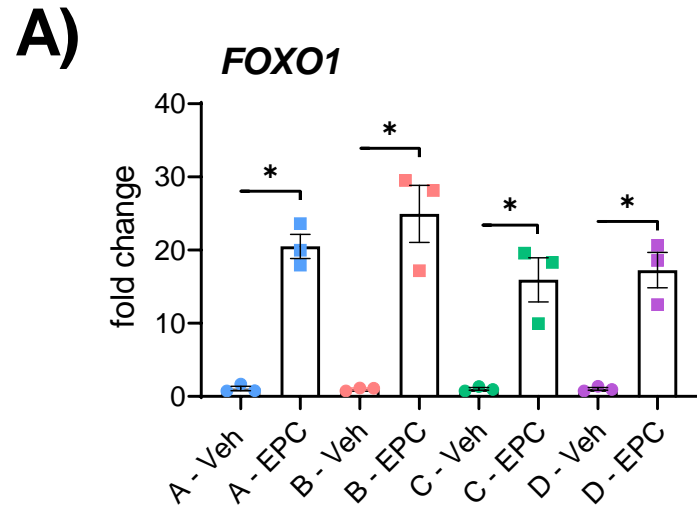 A)
FOXO1
fold change
40
30
20
10
0
*
*
*
*
A - Veh
A - EPC
B - Veh
B - EPC
C - Veh
C - EPC
D - Veh
D - EPC